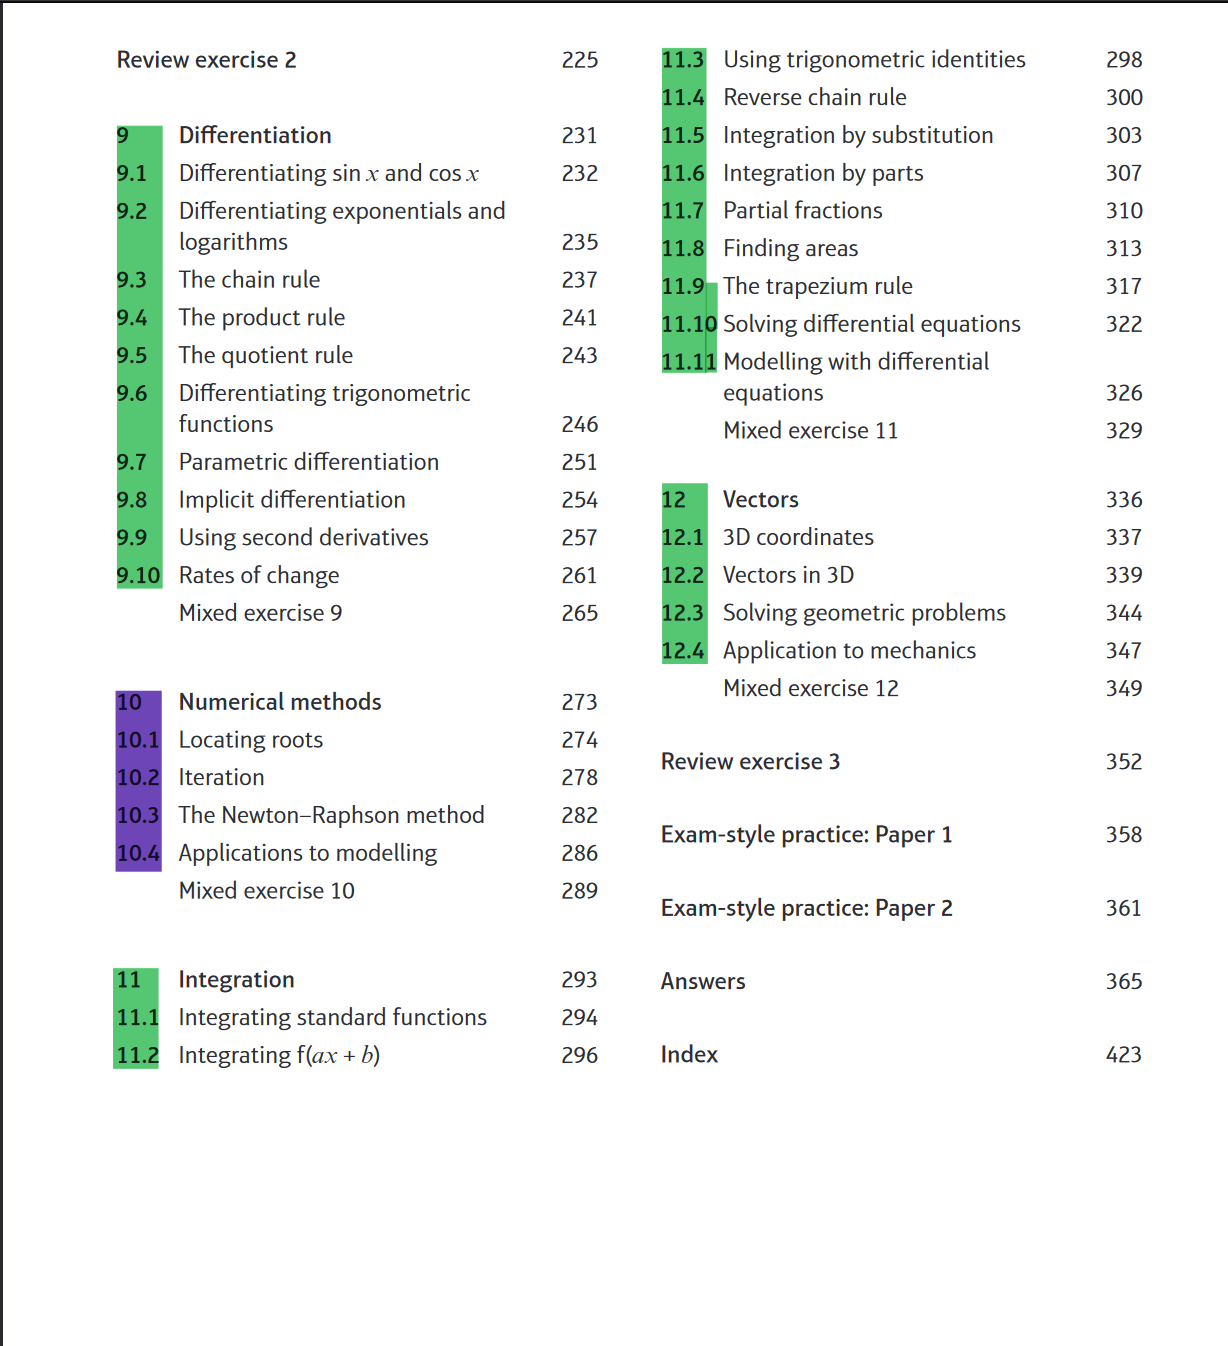 Review exercise 2 225
9 Differentiation 231
9.1 Differentiating sin x and cos x 232
9.2 Differentiating exponentials and
logarithms 235
9.3 The chain rule 237
9.4 The product rule 241
9.5 The quotient rule 243
9.6 Differentiating trigonometric
functions 246
9.7 Parametric differentiation 251
9.8 Implicit differentiation 254
9.9 Using second derivatives 257
9.10 Rates of change 261
Mixed exercise 9 265
10 Numerical methods 273
10.1 Locating roots 274
10.2 Iteration 278
10.3 The Newton–Raphson method 282
10.4 Applications to modelling 286
Mixed exercise 10 289
11 Integration 293
11.1 Integrating standard functions 294
11.2 Integrating f(ax + b) 296
11.3 Using trigonometric identities 298
11.4 Reverse chain rule 300
11.5 Integration by substitution 303
11.6 Integration by parts 307
11.7 Partial fractions 310
11.8 Finding areas 313
11.9 The trapezium rule 317
11.10 Solving differential equations 322
11.11 Modelling with differential
equations 326
Mixed exercise 11 329
12 Vectors 336
12.1 3D coordinates 337
12.2 Vectors in 3D 339
12.3 Solving geometric problems 344
12.4 Application to mechanics 347
Mixed exercise 12 349
Review exercise 3 352
Exam-style practice: Paper 1 358
Exam-style practice: Paper 2 361
Answers 365
Index 423